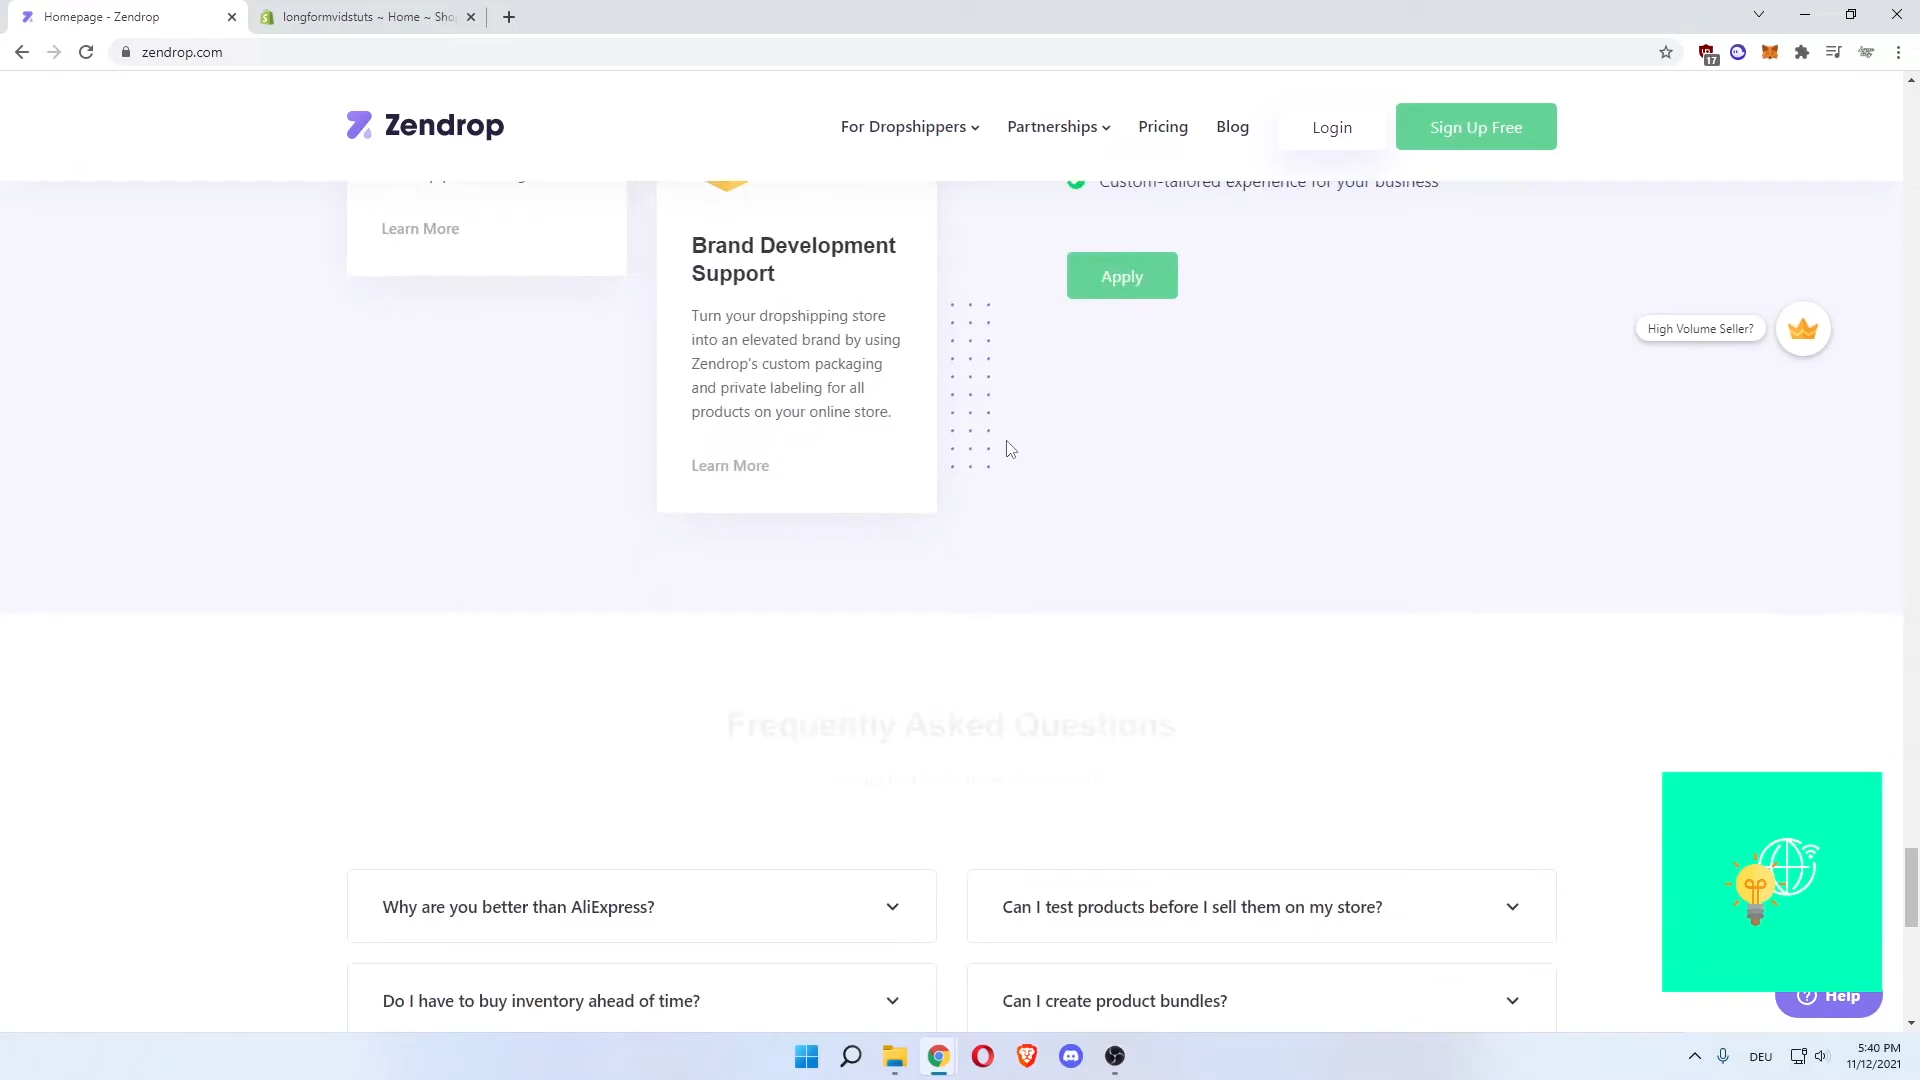 Homepage - Zendrop
longformvidstuts ~ Home ~ Sho
zendrop.com
17
Zendrop
For Dropshippers
Partnerships
Pricing
Blog
Login
Sign Up Free
Custom-tailored experience for your business
Learn More
Brand Development
Support
Apply
Turn your dropshipping store
into an elevated brand by using
Zendrop's custom packaging
and private labeling for all
products on your online store.
High Volume Seller?
Learn More
Frequently Asked Questions
Why are you better than AliExpress?
Can I test products before I sell them on my store?
Do I have to buy inventory ahead of time?
Can I create product bundles?
Help
DEU
5:40 PM
11/12/2021